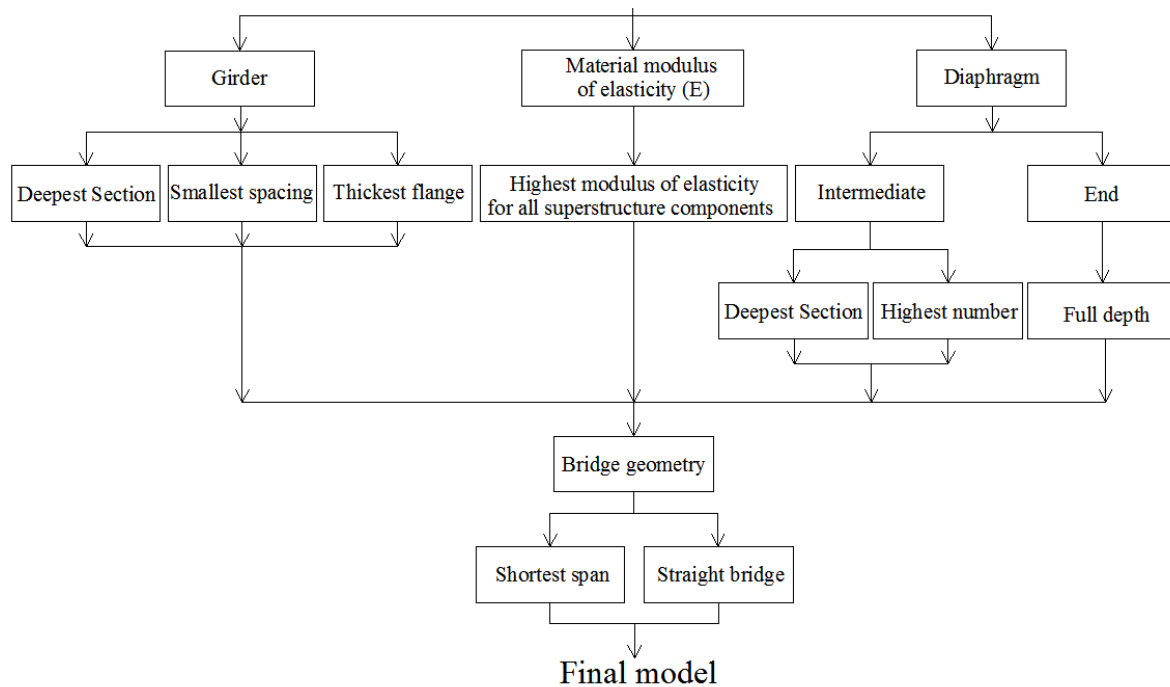 Girder
Material modulus
of elasticity (E)
Diaphragm
Deepest Section
Smallest spacing
Thickest flange
Highest modulus of elasticity
for all superstructure components
Intermediate
End
Deepest Section
Highest number
Full depth
Bridge geometry
Shortest span
Straight bridge
Final model